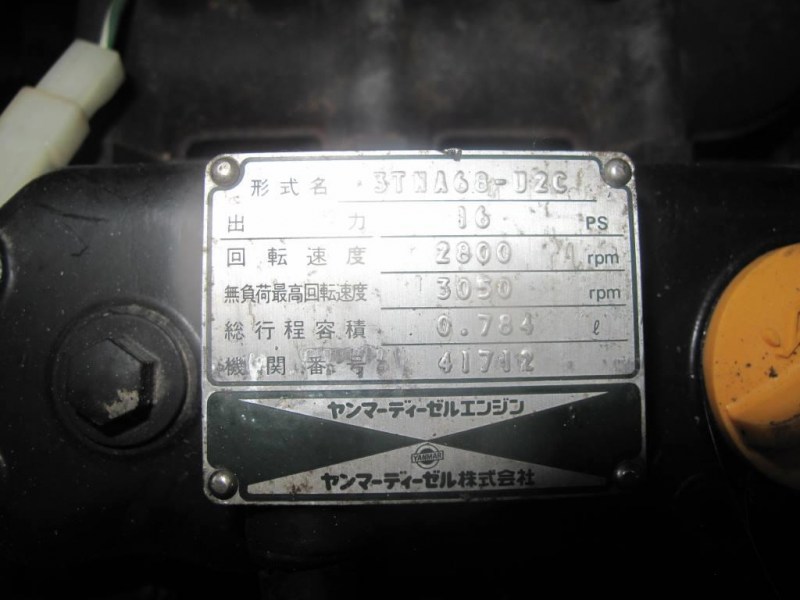 形式名 3TNA68-U2C
出力 16 PS
回転速度 2800 rpm
無負荷最高回転速度 3050 rpm
総行程容積 0.784 ℓ
機関番号 41712
ヤンマーディーゼルエンジン
YANMAR
ヤンマーディーゼル株式会社